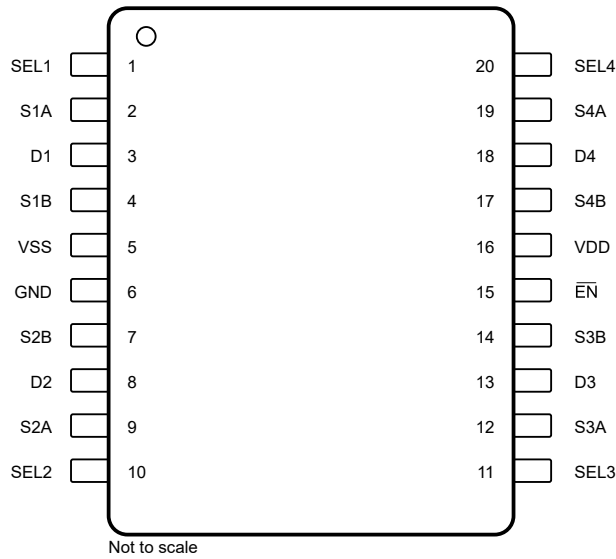 SEL1 1 20 SEL4
S1A 2 19 S4A
D1 3 18 D4
S1B 4 17 S4B
VSS 5 16 VDD
GND 6 15 E̅N̅
S2B 7 14 S3B
D2 8 13 D3
S2A 9 12 S3A
SEL2 10 11 SEL3
Not to scale